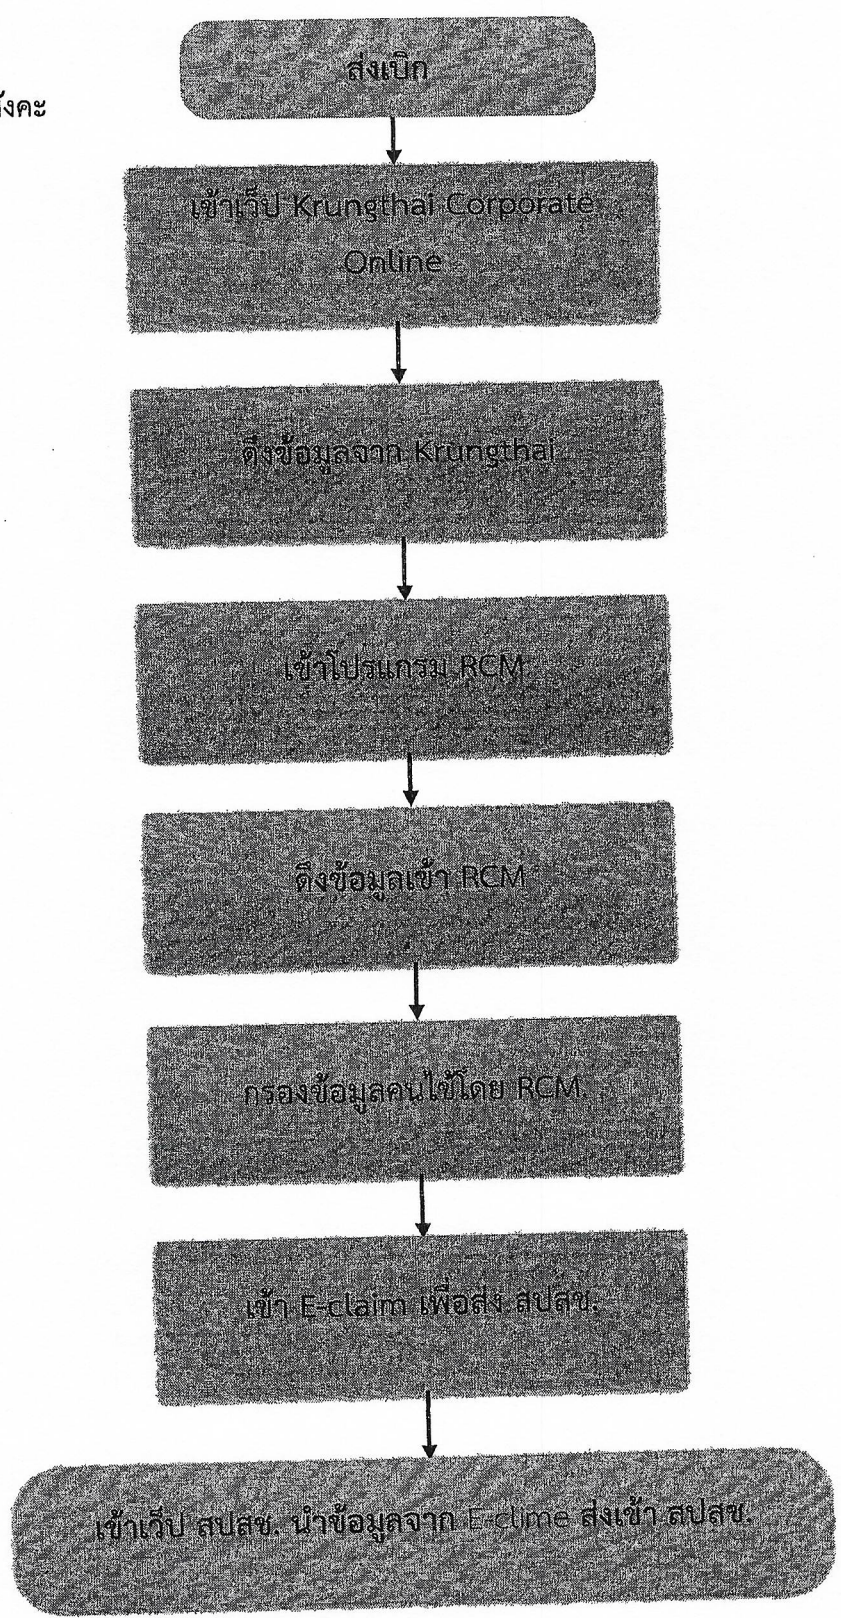 ส่งเบิก
ังคะ
เข้าเว็ป Krungthai Corporate
Online
ดึงข้อมูลจาก Krungthai
เข้าโปรแกรม RCM
ดึงข้อมูลเข้า RCM
กรองข้อมูลคนไข้โดย RCM.
เข้า E-claim เพื่อส่ง สปสช.
เข้าเว็ป สปสช. นำข้อมูลจาก E-clime ส่งเข้า สปสช.